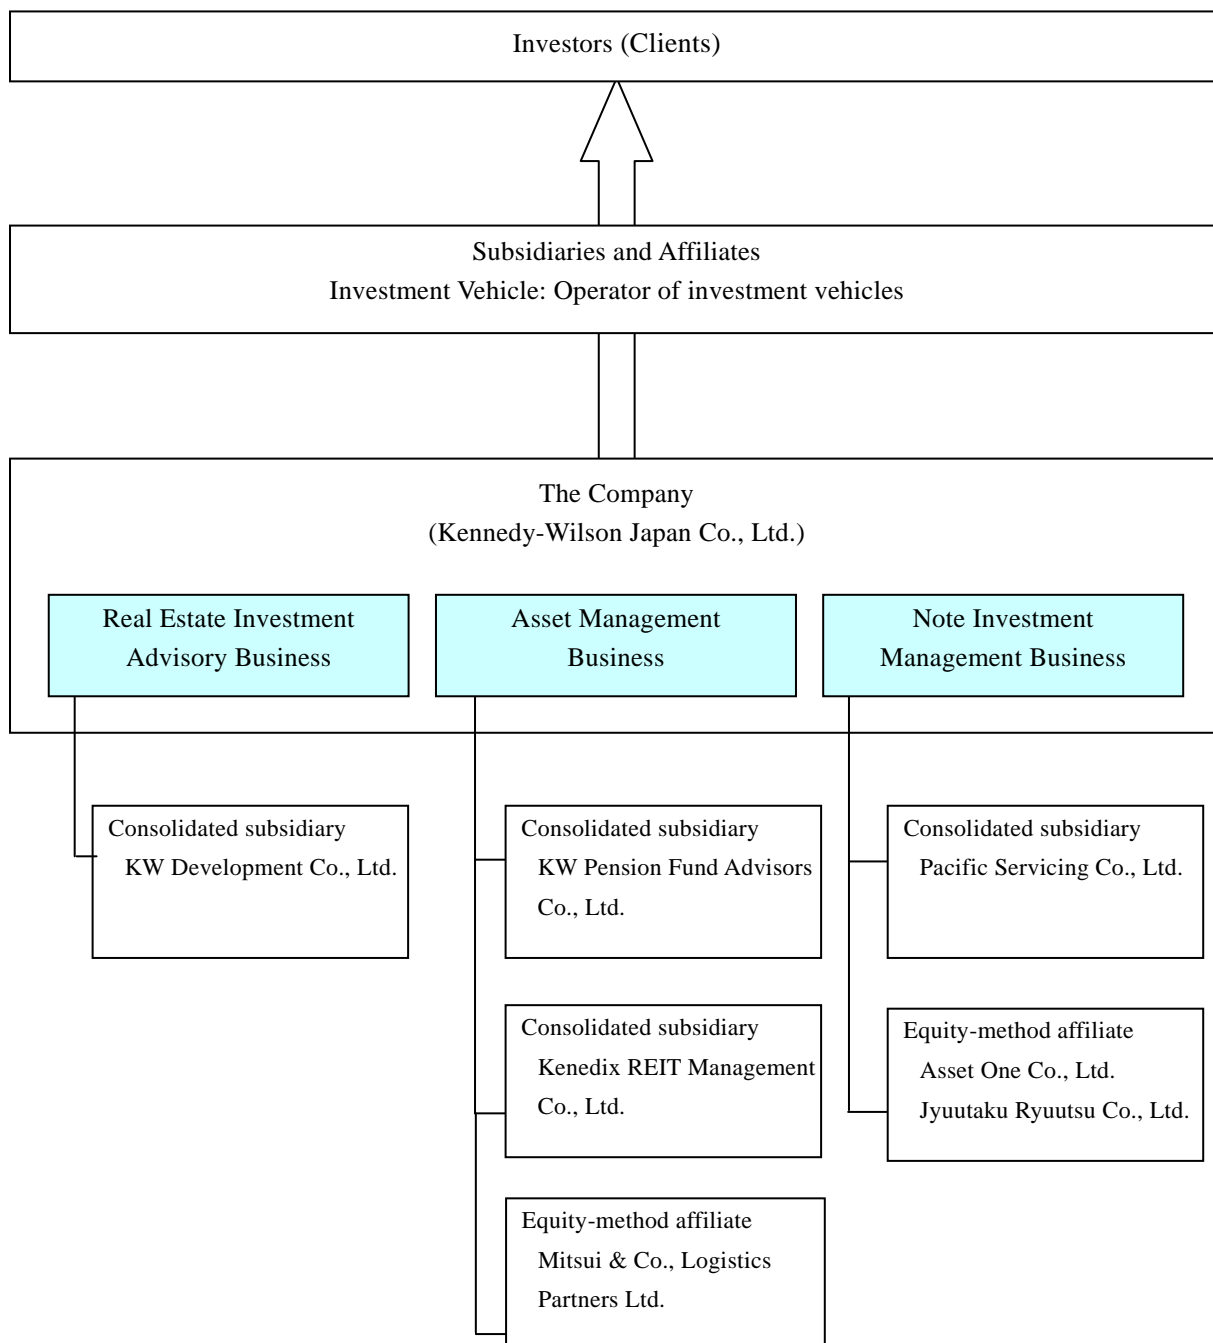 Investors (Clients)
Subsidiaries and Affiliates
Investment Vehicle: Operator of investment vehicles
The Company
(Kennedy-Wilson Japan Co., Ltd.)
Real Estate Investment
Advisory Business
Asset Management
Business
Note Investment
Management Business
Consolidated subsidiary
KW Development Co., Ltd.
Consolidated subsidiary
KW Pension Fund Advisors
Co., Ltd.
Consolidated subsidiary
Pacific Servicing Co., Ltd.
Consolidated subsidiary
Kenedix REIT Management
Co., Ltd.
Equity-method affiliate
Asset One Co., Ltd.
Jyuutaku Ryuutsu Co., Ltd.
Equity-method affiliate
Mitsui & Co., Logistics
Partners Ltd.